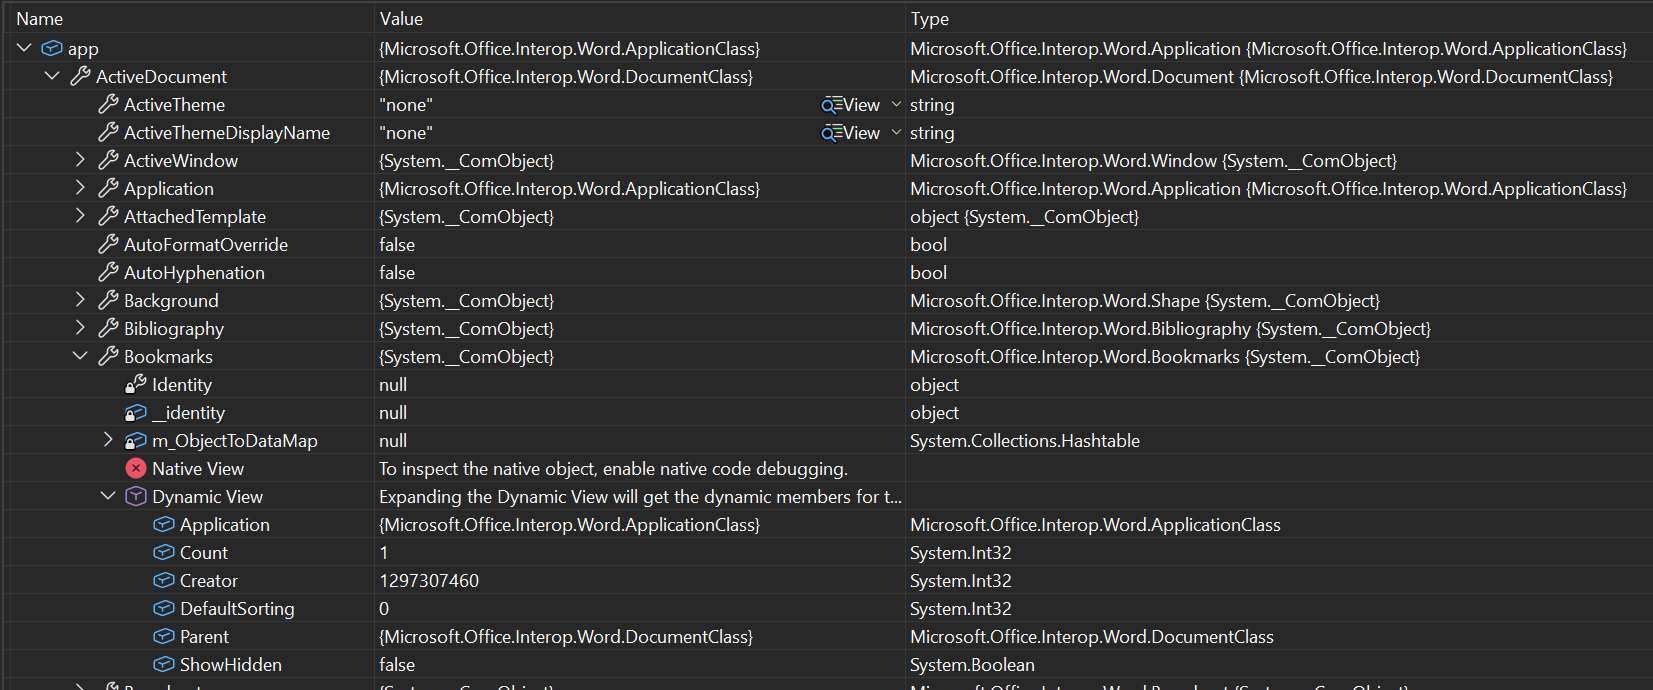 Name Value Type
app {Microsoft.Office.Interop.Word.ApplicationClass} Microsoft.Office.Interop.Word.Application {Microsoft.Office.Interop.Word.ApplicationClass}
ActiveDocument {Microsoft.Office.Interop.Word.DocumentClass} Microsoft.Office.Interop.Word.Document {Microsoft.Office.Interop.Word.DocumentClass}
ActiveTheme "none" View string
ActiveThemeDisplayName "none" View string
ActiveWindow {System.__ComObject} Microsoft.Office.Interop.Word.Window {System.__ComObject}
Application {Microsoft.Office.Interop.Word.ApplicationClass} Microsoft.Office.Interop.Word.Application {Microsoft.Office.Interop.Word.ApplicationClass}
AttachedTemplate {System.__ComObject} object {System.__ComObject}
AutoFormatOverride false bool
AutoHyphenation false bool
Background {System.__ComObject} Microsoft.Office.Interop.Word.Shape {System.__ComObject}
Bibliography {System.__ComObject} Microsoft.Office.Interop.Word.Bibliography {System.__ComObject}
Bookmarks {System.__ComObject} Microsoft.Office.Interop.Word.Bookmarks {System.__ComObject}
Identity null object
__identity null object
m_ObjectToDataMap null System.Collections.Hashtable
Native View To inspect the native object, enable native code debugging.
Dynamic View Expanding the Dynamic View will get the dynamic members for t...
Application {Microsoft.Office.Interop.Word.ApplicationClass} Microsoft.Office.Interop.Word.ApplicationClass
Count 1 System.Int32
Creator 1297307460 System.Int32
DefaultSorting 0 System.Int32
Parent {Microsoft.Office.Interop.Word.DocumentClass} Microsoft.Office.Interop.Word.DocumentClass
ShowHidden false System.Boolean